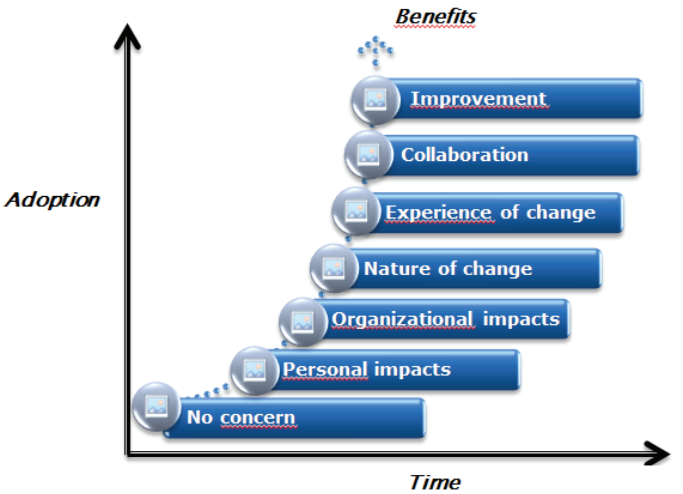 Benefits
Improvement
Collaboration
Adoption
Experience of change
Nature of change
Organizational impacts
Personal impacts
No concern
Time